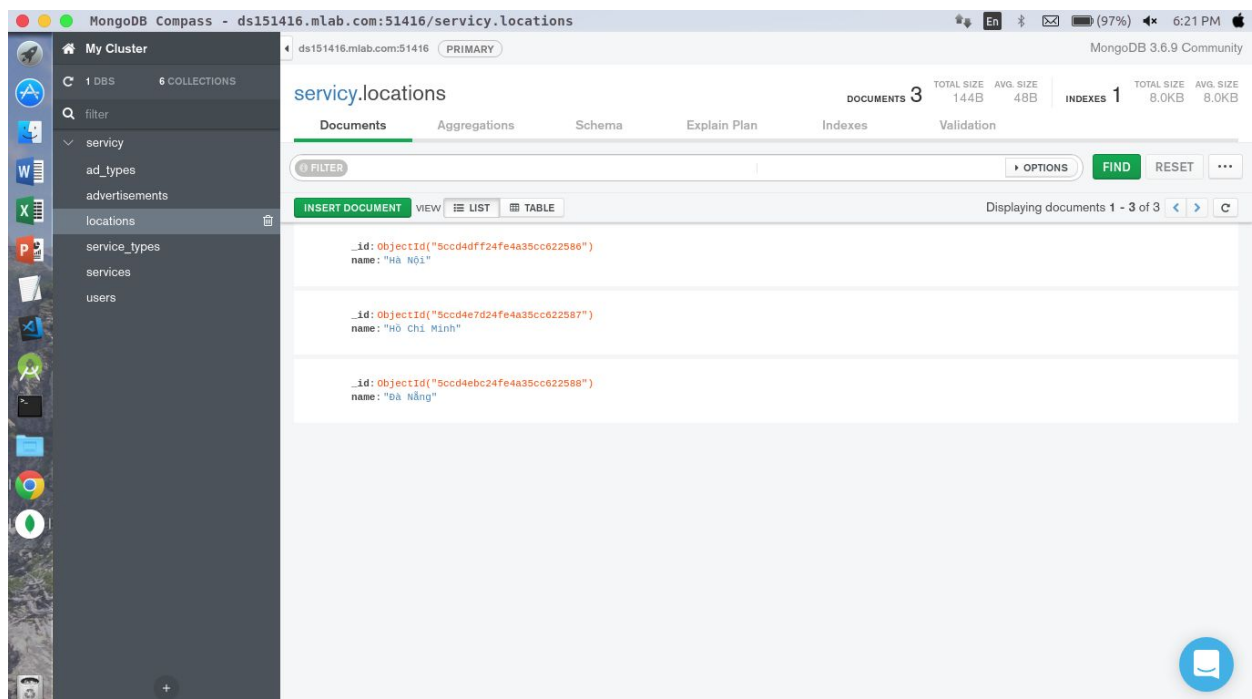 MongoDB Compass - ds151416.mlab.com:51416/servicy.locations
En (97%) 6:21 PM
My Cluster
ds151416.mlab.com:51416 PRIMARY MongoDB 3.6.9 Community
1 DBS 6 COLLECTIONS
filter
servicy
ad_types
advertisements
locations
service_types
services
users
servicy.locations
DOCUMENTS 3 TOTAL SIZE 144B AVG. SIZE 48B INDEXES 1 TOTAL SIZE 8.0KB AVG. SIZE 8.0KB
Documents Aggregations Schema Explain Plan Indexes Validation
FILTER OPTIONS FIND RESET ...
INSERT DOCUMENT VIEW LIST TABLE Displaying documents 1 - 3 of 3
_id:ObjectId("5ccd4dff24fe4a35cc622586")
name:"Hà Nội"
_id:ObjectId("5ccd4e7d24fe4a35cc622587")
name:"Hồ Chí Minh"
_id:ObjectId("5ccd4ebc24fe4a35cc622588")
name:"Đà Nẵng"